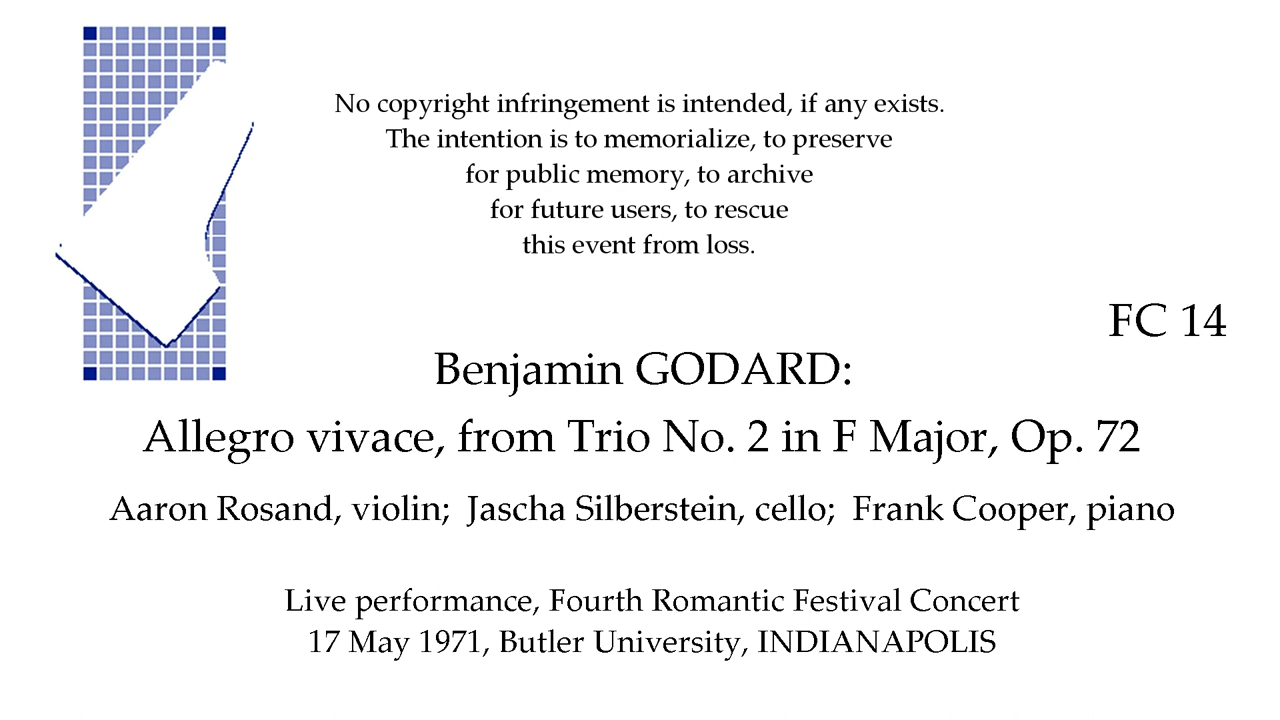 No copyright infringement is intended, if any exists.
The intention is to memorialize, to preserve
for public memory, to archive
for future users, to rescue
this event from loss.
FC 14
Benjamin GODARD:
Allegro vivace, from Trio No. 2 in F Major, Op. 72
Aaron Rosand, violin;  Jascha Silberstein, cello;  Frank Cooper, piano
Live performance, Fourth Romantic Festival Concert
17 May 1971, Butler University, INDIANAPOLIS